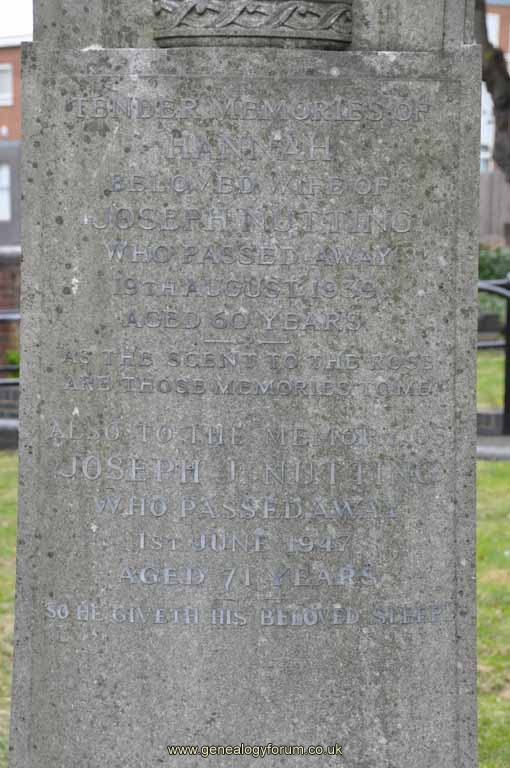 TENDER MEMORIES OF
HANNAH
BELOVED WIFE OF
JOSEPH NUTTING
WHO PASSED AWAY
19TH AUGUST 1939
AGED 60 YEARS
AS THE SCENT TO THE ROSE
ARE THOSE MEMORIES TO ME
ALSO TO THE MEMORY OF
JOSEPH J. NUTTING
WHO PASSED AWAY
1ST JUNE 1947
AGED 71 YEARS
SO HE GIVETH HIS BELOVED SLEEP
www.genealogyforum.co.uk